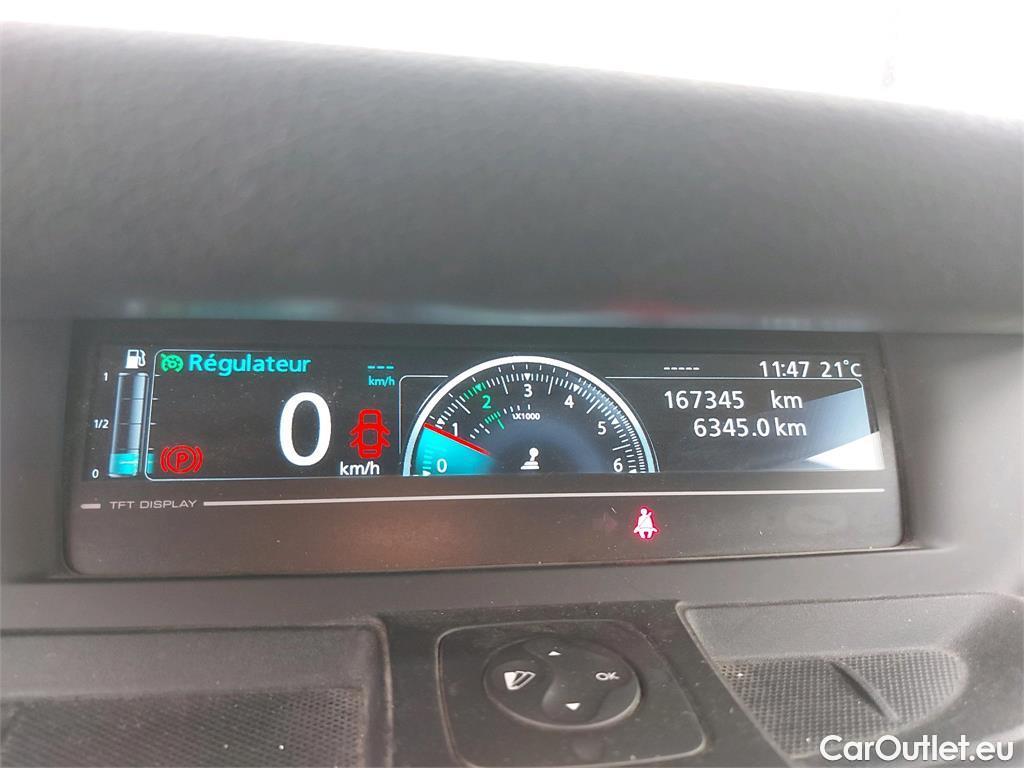 Régulateur
---
km/h
-----
11:47 21°C
1
1/2
0
0
km/h
P
0 1 2 3 4 5 6
1X1000
167345 km
6345.0 km
TFT DISPLAY
OK
CarOutlet.eu